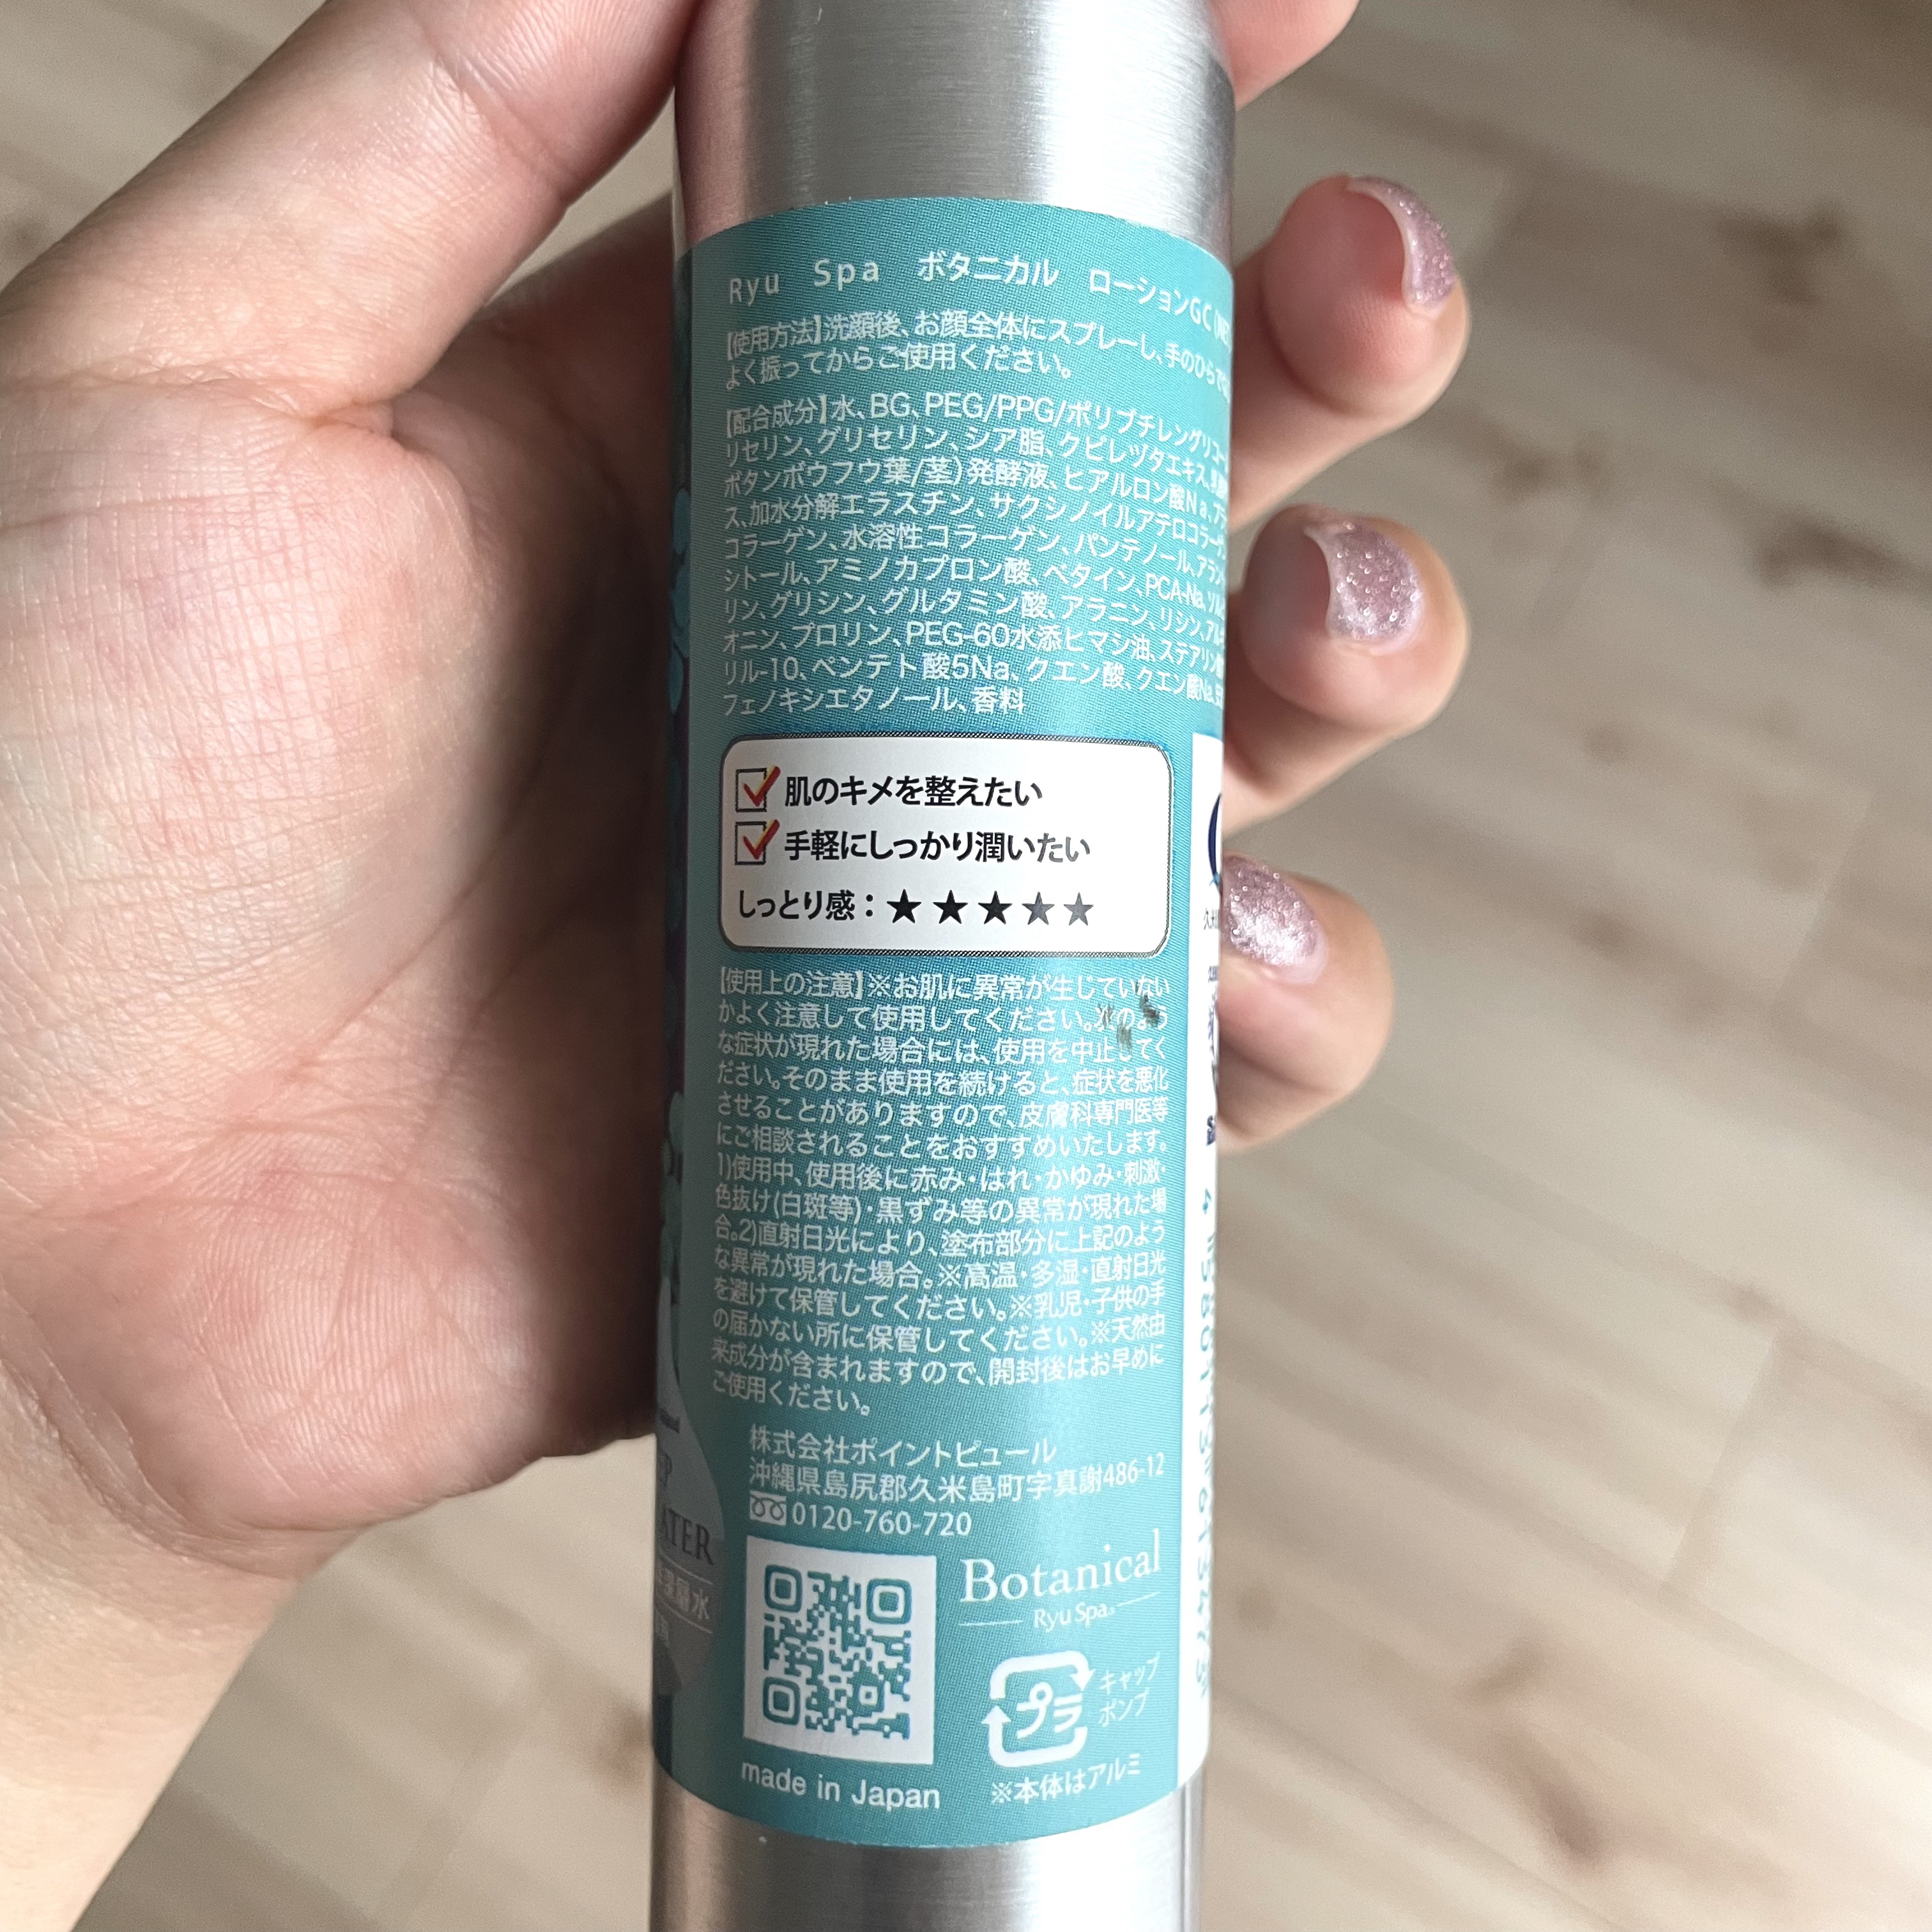 Ryu Spa ボタニカル ローションGC
【使用方法】洗顔後、お顔全体にスプレーし、手のひらで
よく振ってからご使用ください。
【配合成分】水、BG、PEG/PPG/ポリブチレングリコー
リセリン、グリセリン、シア脂、クビレヅタエキス、
ボタンボウフウ葉/茎)発酵液、ヒアルロン酸Na、
ス、加水分解エラスチン、サクシノイルアテロコラーゲ
コラーゲン、水溶性コラーゲン、パンテノール、アラン
シトール、アミノカプロン酸、ベタイン、PCA-Na、ソル
リン、グリシン、グルタミン酸、アラニン、リシン、アル
オニン、プロリン、PEG-60水添ヒマシ油、ステアリン
リル-10、ペンテト酸5Na、クエン酸、クエン酸Na、
フェノキシエタノール、香料
肌のキメを整えたい
手軽にしっかり潤いたい
しっとり感：★★★★★
【使用上の注意】※お肌に異常が生じていない
かよく注意して使用してください。次のよう
な症状が現れた場合には、使用を中止してく
ださい。そのまま使用を続けると、症状を悪化
させることがありますので、皮膚科専門医等
にご相談されることをおすすめいたします。
1)使用中、使用後に赤み・はれ・かゆみ・刺激・
色抜け(白斑等)・黒ずみ等の異常が現れた場
合。2)直射日光により、塗布部分に上記のよう
な異常が現れた場合。※高温・多湿・直射日光
を避けて保管してください。※乳児・子供の手
の届かない所に保管してください。※天然由
来成分が含まれますので、開封後はお早めに
ご使用ください。
株式会社ポイントピュール
沖縄県島尻郡久米島町字真謝486-12
0120-760-720
Botanical
Ryu Spa
プラ
キャップ
ポンプ
made in Japan
※本体はアルミ
ATER
層水